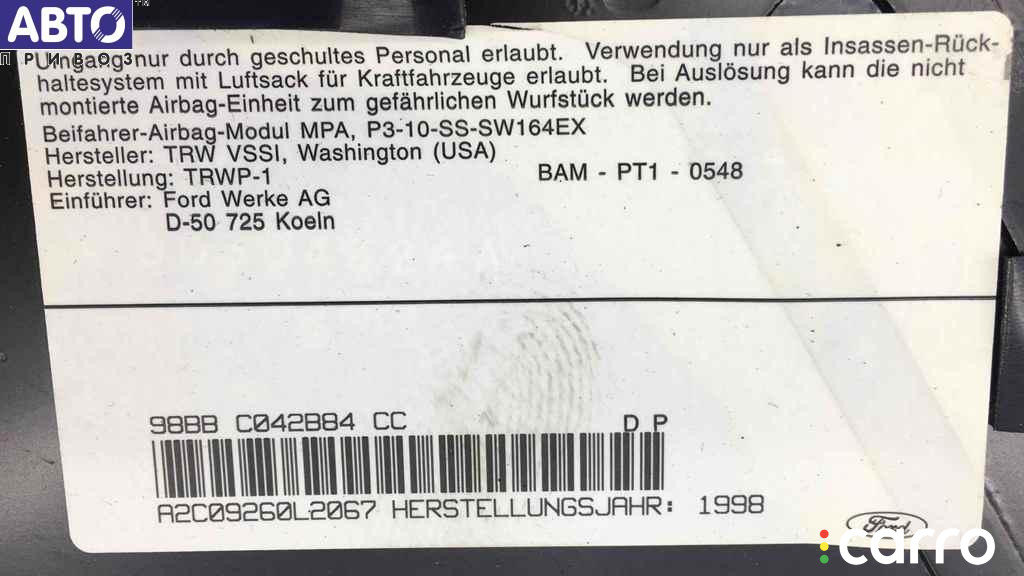 АВТО
TM
ПРИВОЗ
Umgang nur durch geschultes Personal erlaubt. Verwendung nur als Insassen-Rück-
haltesystem mit Luftsack für Kraftfahrzeuge erlaubt. Bei Auslösung kann die nicht
montierte Airbag-Einheit zum gefährlichen Wurfstück werden.
Beifahrer-Airbag-Modul MPA, P3-10-SS-SW164EX
Hersteller: TRW VSSI, Washington (USA)
Herstellung: TRWP-1 BAM - PT1 - 0548
Einführer: Ford Werke AG
D-50 725 Koeln
98BB C042B84 CC D P
A2C09260L2067 HERSTELLUNGSJAHR: 1998
Ford
carro